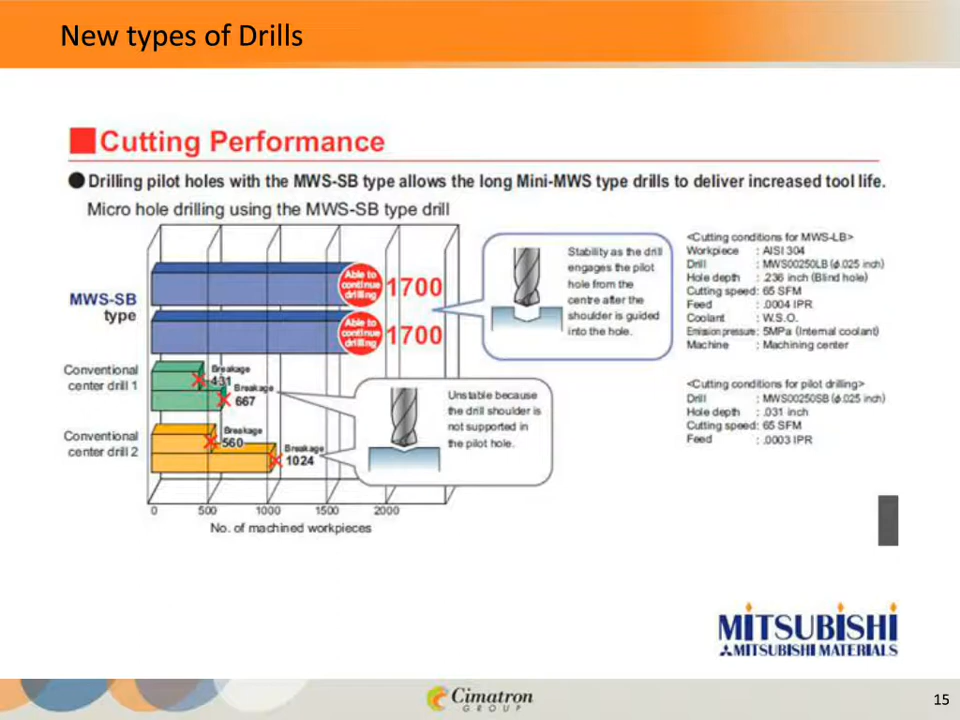 New types of Drills
Cutting Performance
Drilling pilot holes with the MWS-SB type allows the long Mini-MWS type drills to deliver increased tool life.
Micro hole drilling using the MWS-SB type drill
MWS-SB
type
Able to
continue
drilling
1700
Able to
continue
drilling
1700
Conventional
center drill 1
Breakage
431
Breakage
667
Conventional
center drill 2
Breakage
560
Breakage
1024
0 500 1000 1500 2000
No. of machined workpieces
Stability as the drill
engages the pilot
hole from the
centre after the
shoulder is guided
into the hole.
Unstable because
the drill shoulder is
not supported in
the pilot hole.
<Cutting conditions for MWS-LB>
Workpiece : AISI 304
Drill : MWS00250LB (ϕ.025 inch)
Hole depth : .236 inch (Blind hole)
Cutting speed: 65 SFM
Feed : .0004 IPR
Coolant : W.S.O.
Emission pressure: 5MPa (Internal coolant)
Machine : Machining center
<Cutting conditions for pilot drilling>
Drill : MWS00250SB (ϕ.025 inch)
Hole depth : .031 inch
Cutting speed: 65 SFM
Feed : .0003 IPR
MITSUBISHI
MITSUBISHI MATERIALS
Cimatron
GROUP
15